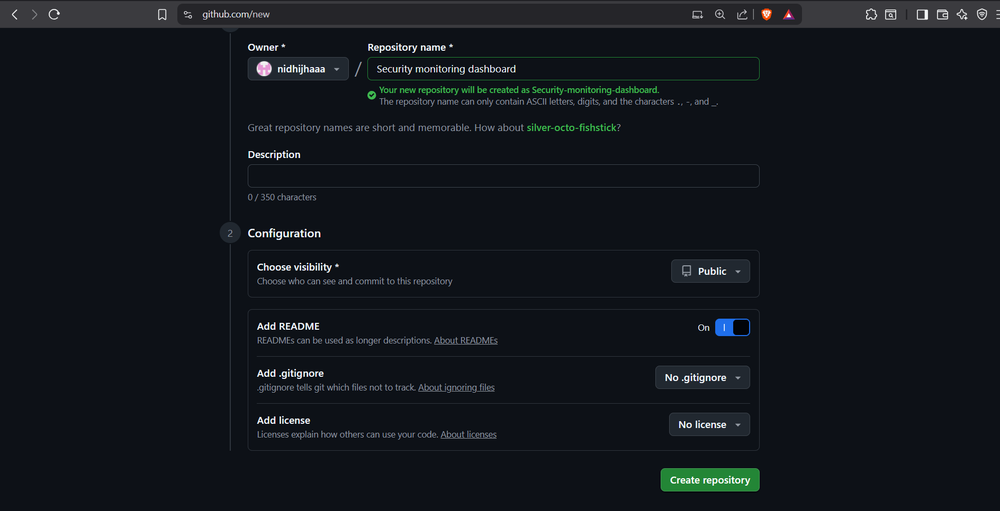 github.com/new
Owner *
Repository name *
nidhijhaaa
/
Security monitoring dashboard
Your new repository will be created as Security-monitoring-dashboard.
The repository name can only contain ASCII letters, digits, and the characters ., -, and _.
Great repository names are short and memorable. How about silver-octo-fishstick?
Description
0 / 350 characters
2
Configuration
Choose visibility *
Choose who can see and commit to this repository
Public
Add README
READMEs can be used as longer descriptions. About READMEs
On
Add .gitignore
.gitignore tells git which files not to track. About ignoring files
No .gitignore
Add license
Licenses explain how others can use your code. About licenses
No license
Create repository